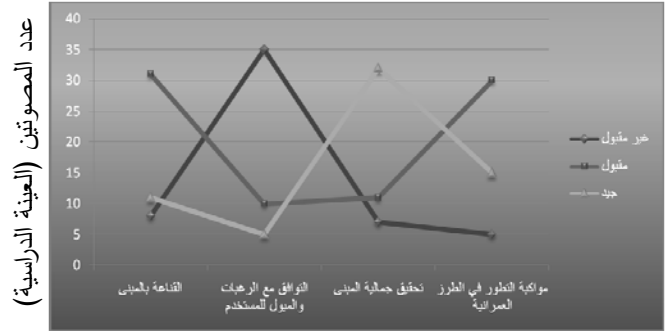 عدد المصوتين (العينة الدراسية)
40
35
30
25
20
15
10
5
0
غير مقبول
مقبول
جيد
القناعة بالمبنى
التوافق مع الرغبات
والميول للمستخدم
تحقيق جمالية المبنى
مواكبة التطور في الطرز
العمرانية